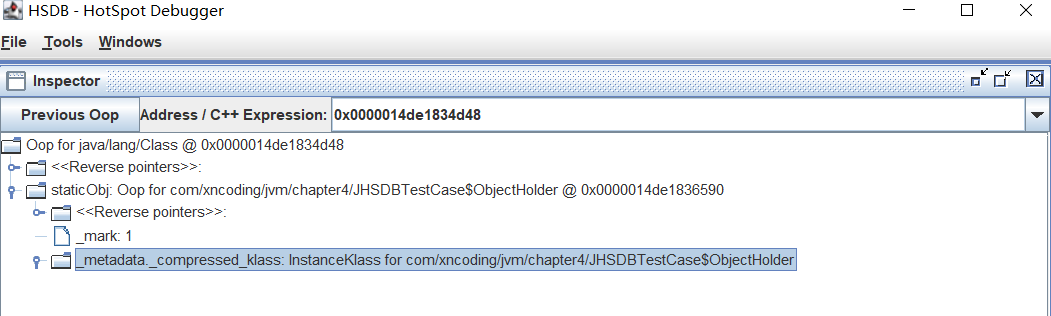 HSDB - HotSpot Debugger
File Tools Windows
Inspector
Previous Oop Address / C++ Expression: 0x0000014de1834d48
Oop for java/lang/Class @ 0x0000014de1834d48
<<Reverse pointers>>:
staticObj: Oop for com/xncoding/jvm/chapter4/JHSDBTestCase$ObjectHolder @ 0x0000014de1836590
<<Reverse pointers>>:
_mark: 1
_metadata._compressed_klass: InstanceKlass for com/xncoding/jvm/chapter4/JHSDBTestCase$ObjectHolder